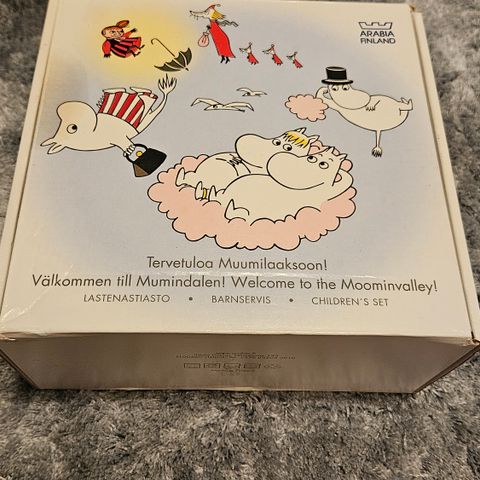 ARABIA
FINLAND
Tervetuloa Muumilaaksoon!
Välkommen till Mumindalen! Welcome to the Moominvalley!
LASTENASTIASTO • BARNSERVIS • CHILDREN'S SET